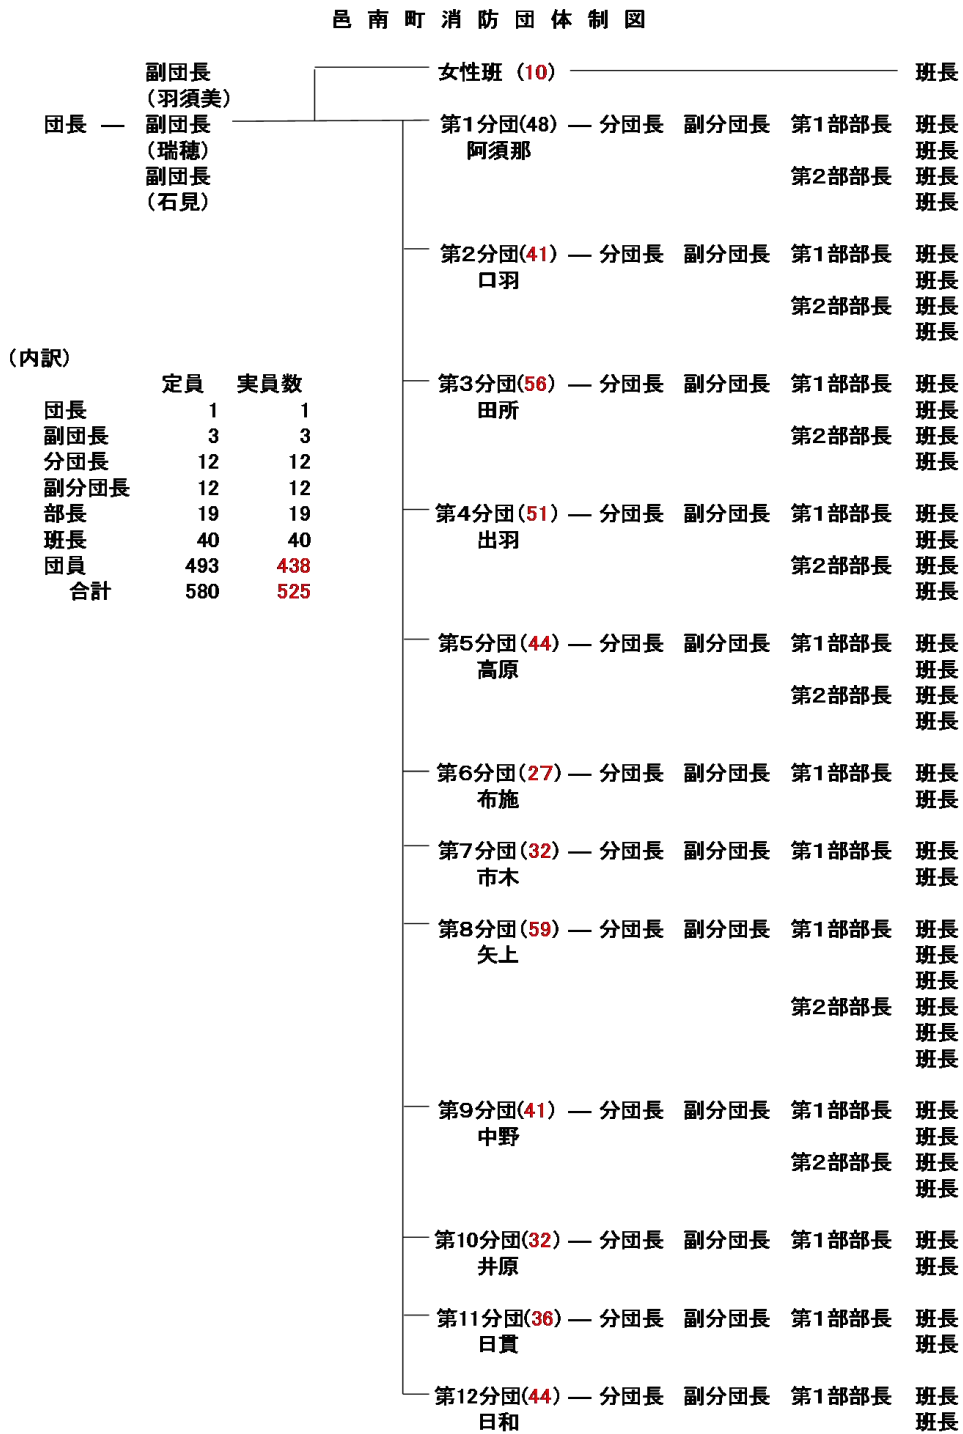 邑南町消防団体制図
副団長 女性班（10） 班長
（羽須美）
団長 ― 副団長 第1分団(48) ― 分団長 副分団長 第1部部長 班長
（瑞穂） 阿須那 班長
副団長 第2部部長 班長
（石見） 班長
第2分団(41) ― 分団長 副分団長 第1部部長 班長
口羽 班長
第2部部長 班長
班長
（内訳）
定員 実員数 第3分団(56) ― 分団長 副分団長 第1部部長 班長
団長 1 1 田所 班長
副団長 3 3 第2部部長 班長
分団長 12 12 班長
副分団長 12 12
部長 19 19 第4分団(51) ― 分団長 副分団長 第1部部長 班長
班長 40 40 出羽 班長
団員 493 438 第2部部長 班長
合計 580 525 班長
第5分団(44) ― 分団長 副分団長 第1部部長 班長
高原 班長
第2部部長 班長
班長
第6分団(27) ― 分団長 副分団長 第1部部長 班長
布施 班長
第7分団(32) ― 分団長 副分団長 第1部部長 班長
市木 班長
第8分団(59) ― 分団長 副分団長 第1部部長 班長
矢上 班長
班長
第2部部長 班長
班長
班長
第9分団(41) ― 分団長 副分団長 第1部部長 班長
中野 班長
第2部部長 班長
班長
第10分団(32) ― 分団長 副分団長 第1部部長 班長
井原 班長
第11分団(36) ― 分団長 副分団長 第1部部長 班長
日貫 班長
第12分団(44) ― 分団長 副分団長 第1部部長 班長
日和 班長